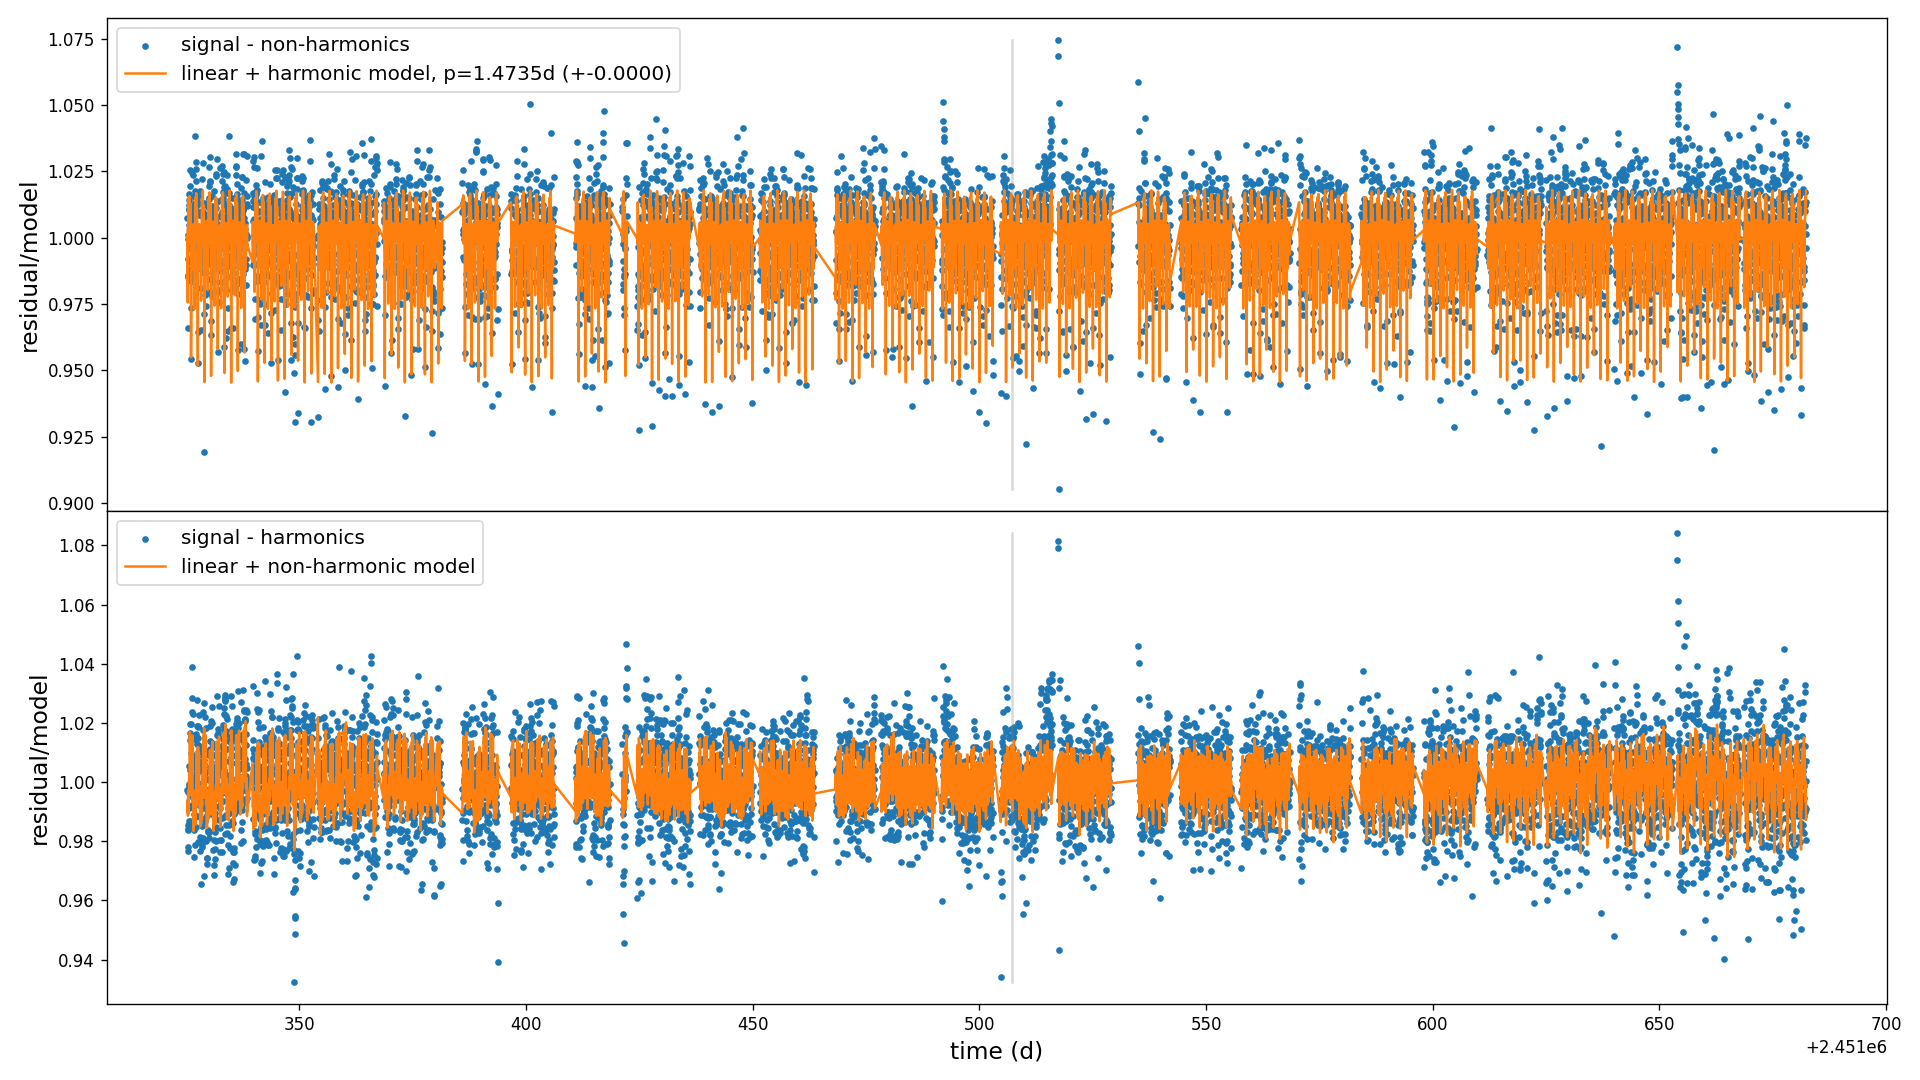 signal - non-harmonics
linear + harmonic model, p=1.4735d (+-0.0000)
1.075
1.050
1.025
1.000
0.975
0.950
0.925
0.900
residual/model
signal - harmonics
linear + non-harmonic model
1.08
1.06
1.04
1.02
1.00
0.98
0.96
0.94
residual/model
350 400 450 500 550 600 650 700
time (d)
+2.451e6